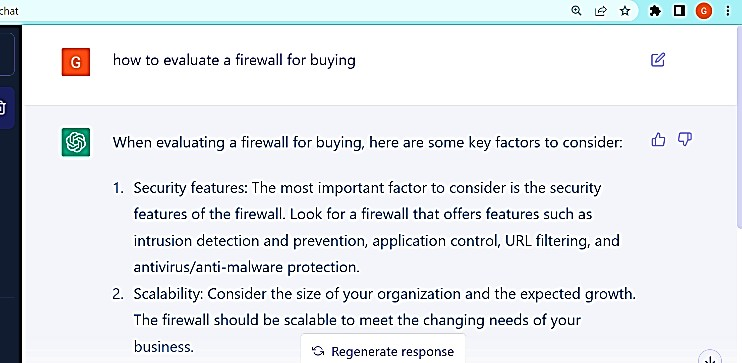 chat
G
G
how to evaluate a firewall for buying
When evaluating a firewall for buying, here are some key factors to consider:
1. Security features: The most important factor to consider is the security
features of the firewall. Look for a firewall that offers features such as
intrusion detection and prevention, application control, URL filtering, and
antivirus/anti-malware protection.
2. Scalability: Consider the size of your organization and the expected growth.
The firewall should be scalable to meet the changing needs of your
business.
Regenerate response